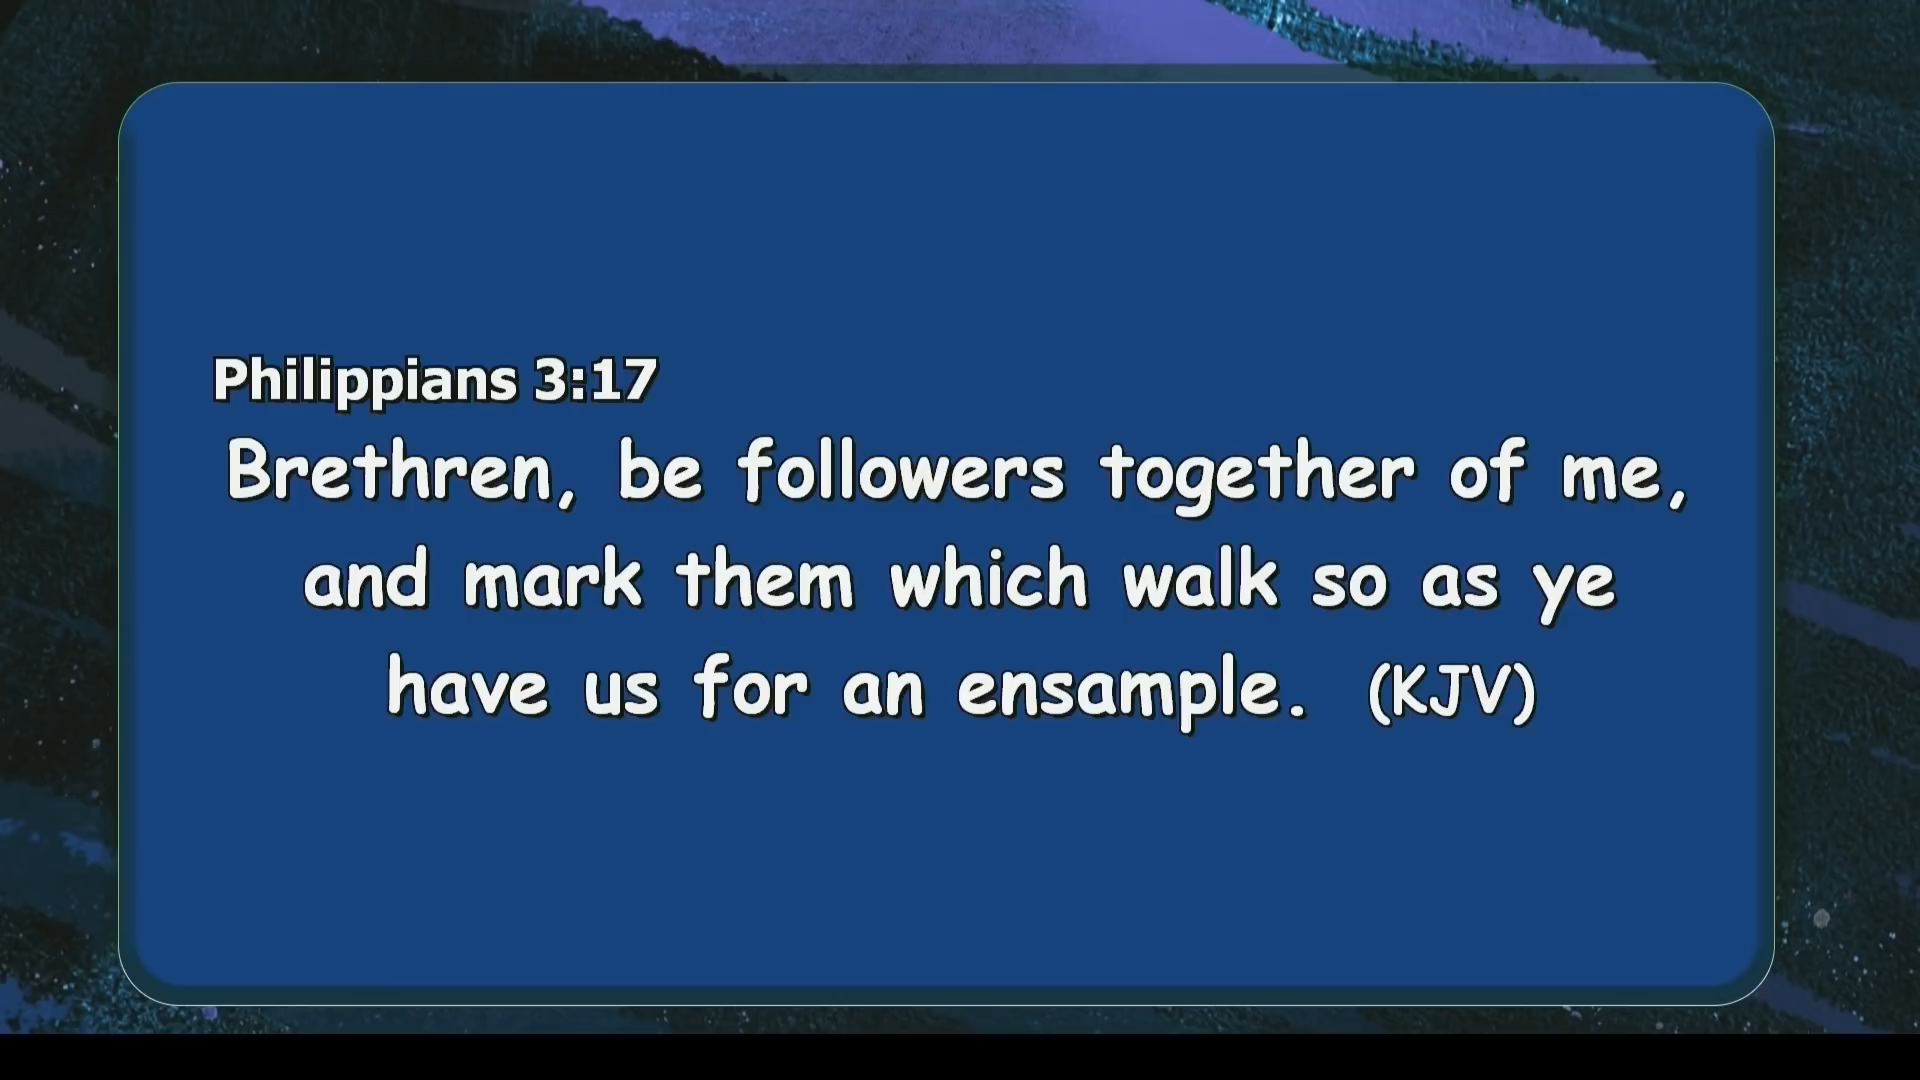 Philippians 3:17
Brethren, be followers together of me,
and mark them which walk so as ye
have us for an ensample. (KJV)